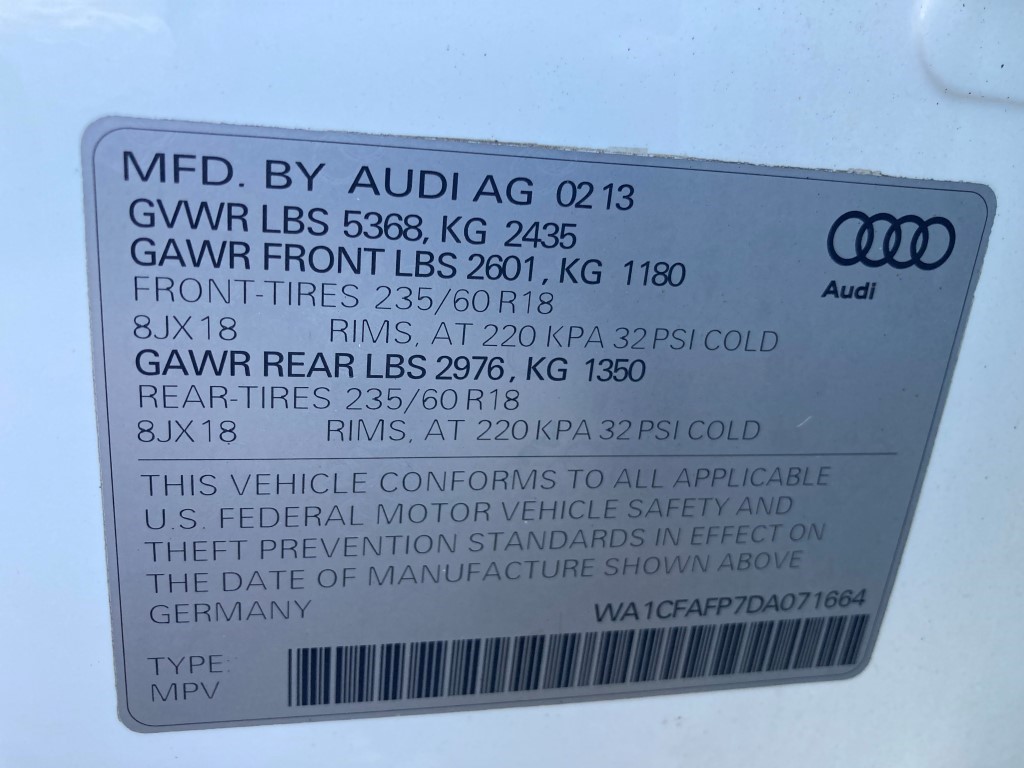 MFD. BY AUDI AG 02 13
GVWR LBS 5368, KG 2435
GAWR FRONT LBS 2601, KG 1180
FRONT-TIRES 235/60 R18
8JX18 RIMS, AT 220 KPA 32 PSI COLD
GAWR REAR LBS 2976, KG 1350
REAR-TIRES 235/60 R18
8JX18 RIMS, AT 220 KPA 32 PSI COLD
Audi
THIS VEHICLE CONFORMS TO ALL APPLICABLE
U.S. FEDERAL MOTOR VEHICLE SAFETY AND
THEFT PREVENTION STANDARDS IN EFFECT ON
THE DATE OF MANUFACTURE SHOWN ABOVE
GERMANY WA1CFAFP7DA071664
TYPE:
MPV